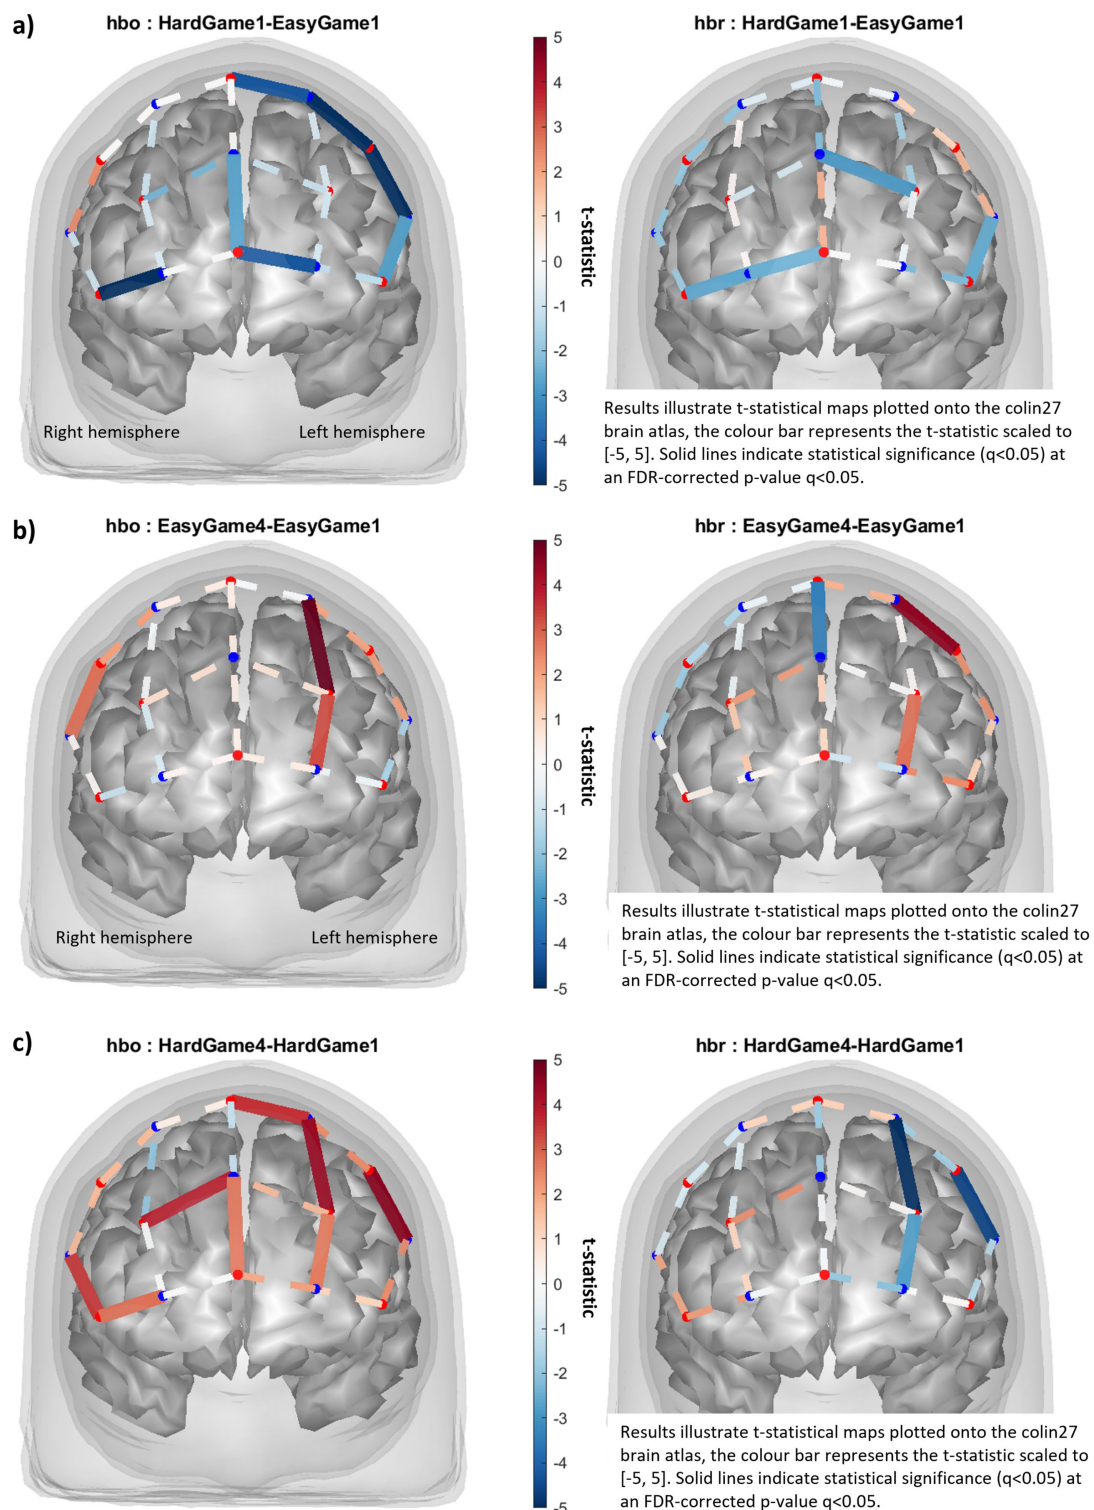 a)
hbo : HardGame1-EasyGame1
hbr : HardGame1-EasyGame1
5
4
3
2
1
0
-1
-2
-3
-4
-5
t-statistic
Right hemisphere
Left hemisphere
Results illustrate t-statistical maps plotted onto the colin27
brain atlas, the colour bar represents the t-statistic scaled to
[-5, 5]. Solid lines indicate statistical significance (q<0.05) at
an FDR-corrected p-value q<0.05.
b)
hbo : EasyGame4-EasyGame1
hbr : EasyGame4-EasyGame1
5
4
3
2
1
0
-1
-2
-3
-4
-5
t-statistic
Right hemisphere
Left hemisphere
Results illustrate t-statistical maps plotted onto the colin27
brain atlas, the colour bar represents the t-statistic scaled to
[-5, 5]. Solid lines indicate statistical significance (q<0.05) at
an FDR-corrected p-value q<0.05.
c)
hbo : HardGame4-HardGame1
hbr : HardGame4-HardGame1
5
4
3
2
1
0
-1
-2
-3
-4
-5
t-statistic
Results illustrate t-statistical maps plotted onto the colin27
brain atlas, the colour bar represents the t-statistic scaled to
[-5, 5]. Solid lines indicate statistical significance (q<0.05) at
an FDR-corrected p-value q<0.05.